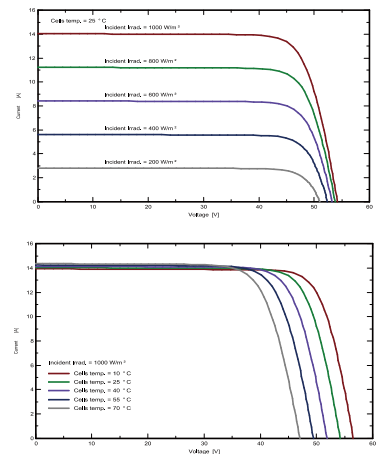 16
Cells temp. = 25 °C
Incident Irrad. = 1000 W/m²
14
12
Incident Irrad. = 800 W/m²
10
Current [A]
Incident Irrad. = 600 W/m²
8
6
Incident Irrad. = 400 W/m²
4
Incident Irrad. = 200 W/m²
2
0
0 10 20 30 40 50 60
Voltage [V]
16
14
12
10
Current [A]
8
6
Incident Irrad. = 1000 W/m²
Cells temp. = 10 °C
Cells temp. = 25 °C
4
Cells temp. = 40 °C
Cells temp. = 55 °C
2
Cells temp. = 70 °C
0
0 10 20 30 40 50 60
Voltage [V]